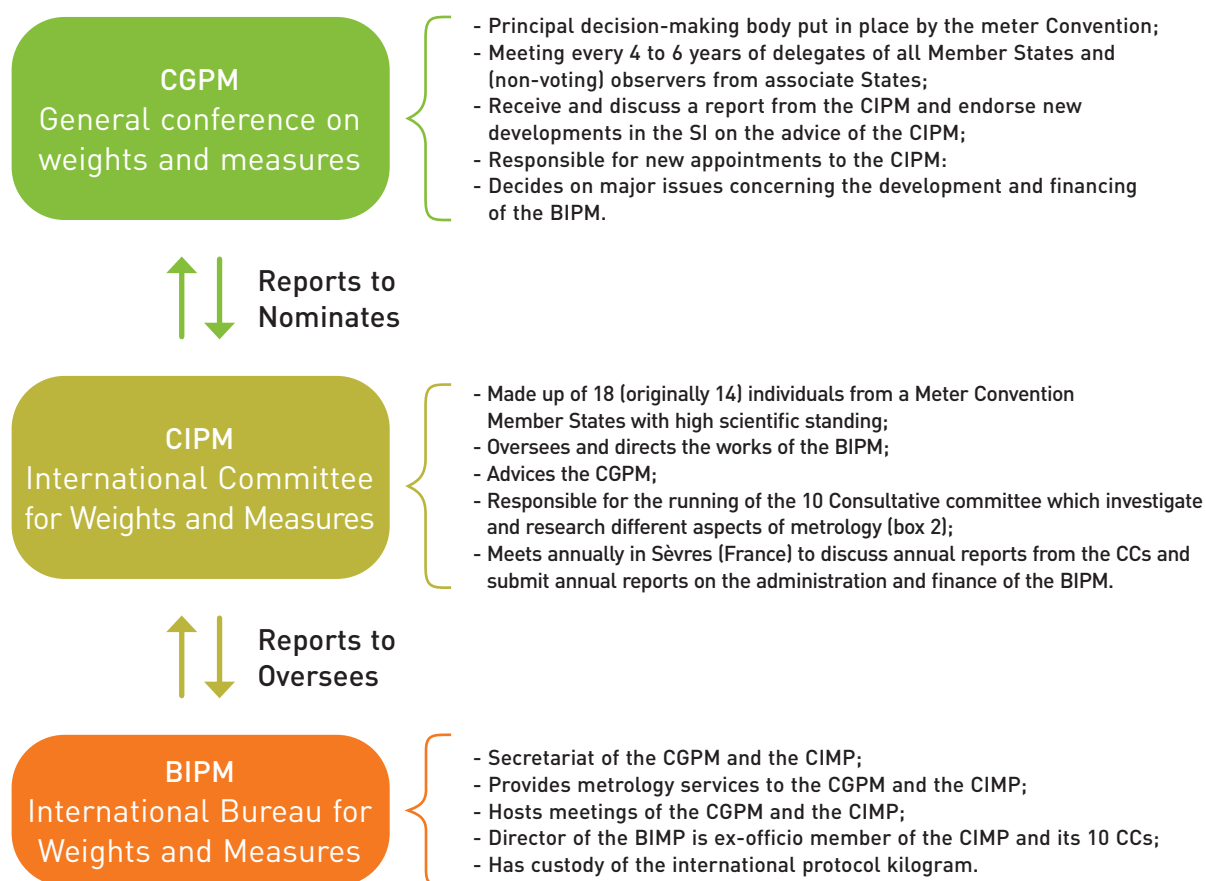 CGPM
General conference on
weights and measures
- Principal decision-making body put in place by the meter Convention;
- Meeting every 4 to 6 years of delegates of all Member States and
(non-voting) observers from associate States;
- Receive and discuss a report from the CIPM and endorse new
developments in the SI on the advice of the CIPM;
- Responsible for new appointments to the CIPM:
- Decides on major issues concerning the development and financing
of the BIPM.
Reports to
Nominates
CIPM
International Committee
for Weights and Measures
- Made up of 18 (originally 14) individuals from a Meter Convention
Member States with high scientific standing;
- Oversees and directs the works of the BIPM;
- Advices the CGPM;
- Responsible for the running of the 10 Consultative committee which investigate
and research different aspects of metrology (box 2);
- Meets annually in Sèvres (France) to discuss annual reports from the CCs and
submit annual reports on the administration and finance of the BIPM.
Reports to
Oversees
BIPM
International Bureau for
Weights and Measures
- Secretariat of the CGPM and the CIMP;
- Provides metrology services to the CGPM and the CIMP;
- Hosts meetings of the CGPM and the CIMP;
- Director of the BIMP is ex-officio member of the CIMP and its 10 CCs;
- Has custody of the international protocol kilogram.